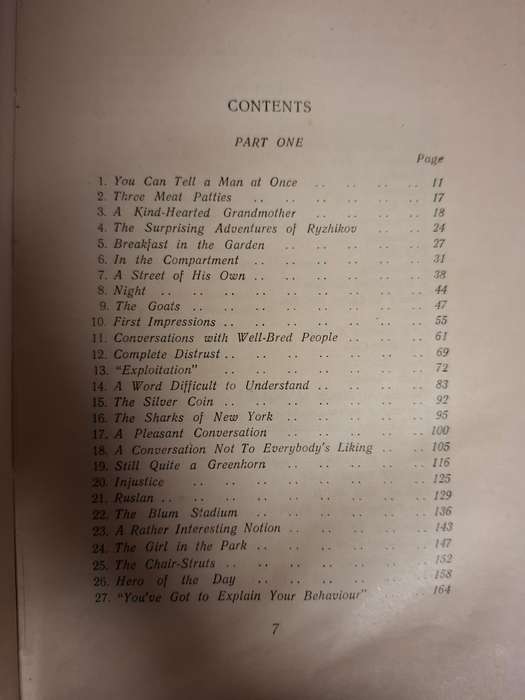 CONTENTS
PART ONE
Page
1. You Can Tell a Man at Once .. .. .. .. 11
2. Three Meat Patties .. .. .. .. .. 17
3. A Kind-Hearted Grandmother .. .. .. .. 18
4. The Surprising Adventures of Ryzhikov .. .. 24
5. Breakfast in the Garden .. .. .. .. .. 27
6. In the Compartment .. .. .. .. .. .. 31
7. A Street of His Own .. .. .. .. .. .. 38
8. Night .. .. .. .. .. .. .. .. .. 44
9. The Goats .. .. .. .. .. .. .. .. 47
10. First Impressions .. .. .. .. .. .. .. 55
11. Conversations with Well-Bred People .. .. .. 61
12. Complete Distrust .. .. .. .. .. .. .. 69
13. "Exploitation" .. .. .. .. .. .. .. 72
14. A Word Difficult to Understand .. .. .. .. 83
15. The Silver Coin .. .. .. .. .. .. .. 92
16. The Sharks of New York .. .. .. .. .. 95
17. A Pleasant Conversation .. .. .. .. .. 100
18. A Conversation Not To Everybody's Liking .. .. 105
19. Still Quite a Greenhorn .. .. .. .. .. 116
20. Injustice .. .. .. .. .. .. .. .. 125
21. Ruslan .. .. .. .. .. .. .. .. .. 129
22. The Blum Stadium .. .. .. .. .. .. 136
23. A Rather Interesting Notion .. .. .. .. .. 143
24. The Girl in the Park .. .. .. .. .. .. 147
25. The Chair-Struts .. .. .. .. .. .. .. 152
26. Hero of the Day .. .. .. .. .. .. 158
27. "You've Got to Explain Your Behaviour" .. .. 164
7